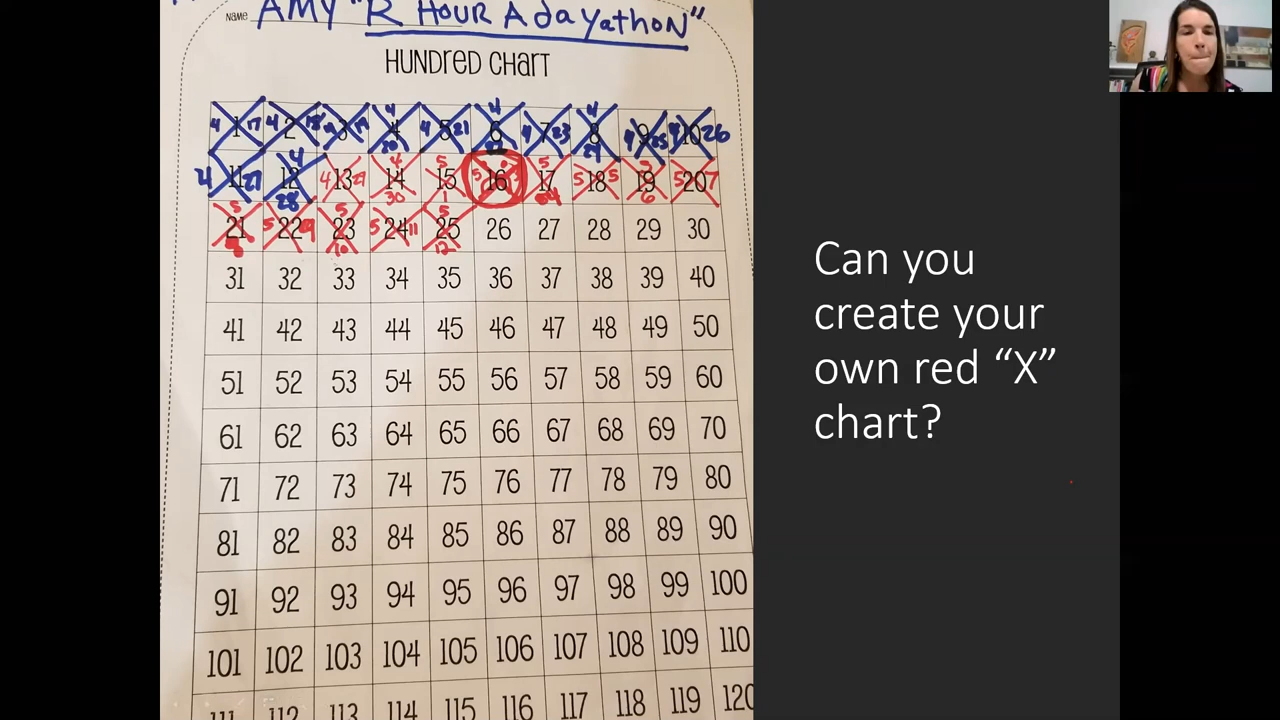 NAME AMY "R HOUR A dayathon"
HUNDRED CHART
1 2 3 4 5 6 7 8 9 10
11 12 13 14 15 16 17 18 19 20
21 22 23 24 25 26 27 28 29 30
31 32 33 34 35 36 37 38 39 40
41 42 43 44 45 46 47 48 49 50
51 52 53 54 55 56 57 58 59 60
61 62 63 64 65 66 67 68 69 70
71 72 73 74 75 76 77 78 79 80
81 82 83 84 85 86 87 88 89 90
91 92 93 94 95 96 97 98 99 100
101 102 103 104 105 106 107 108 109 110
111 112 113 114 115 116 117 118 119 120
Can you
create your
own red “X”
chart?